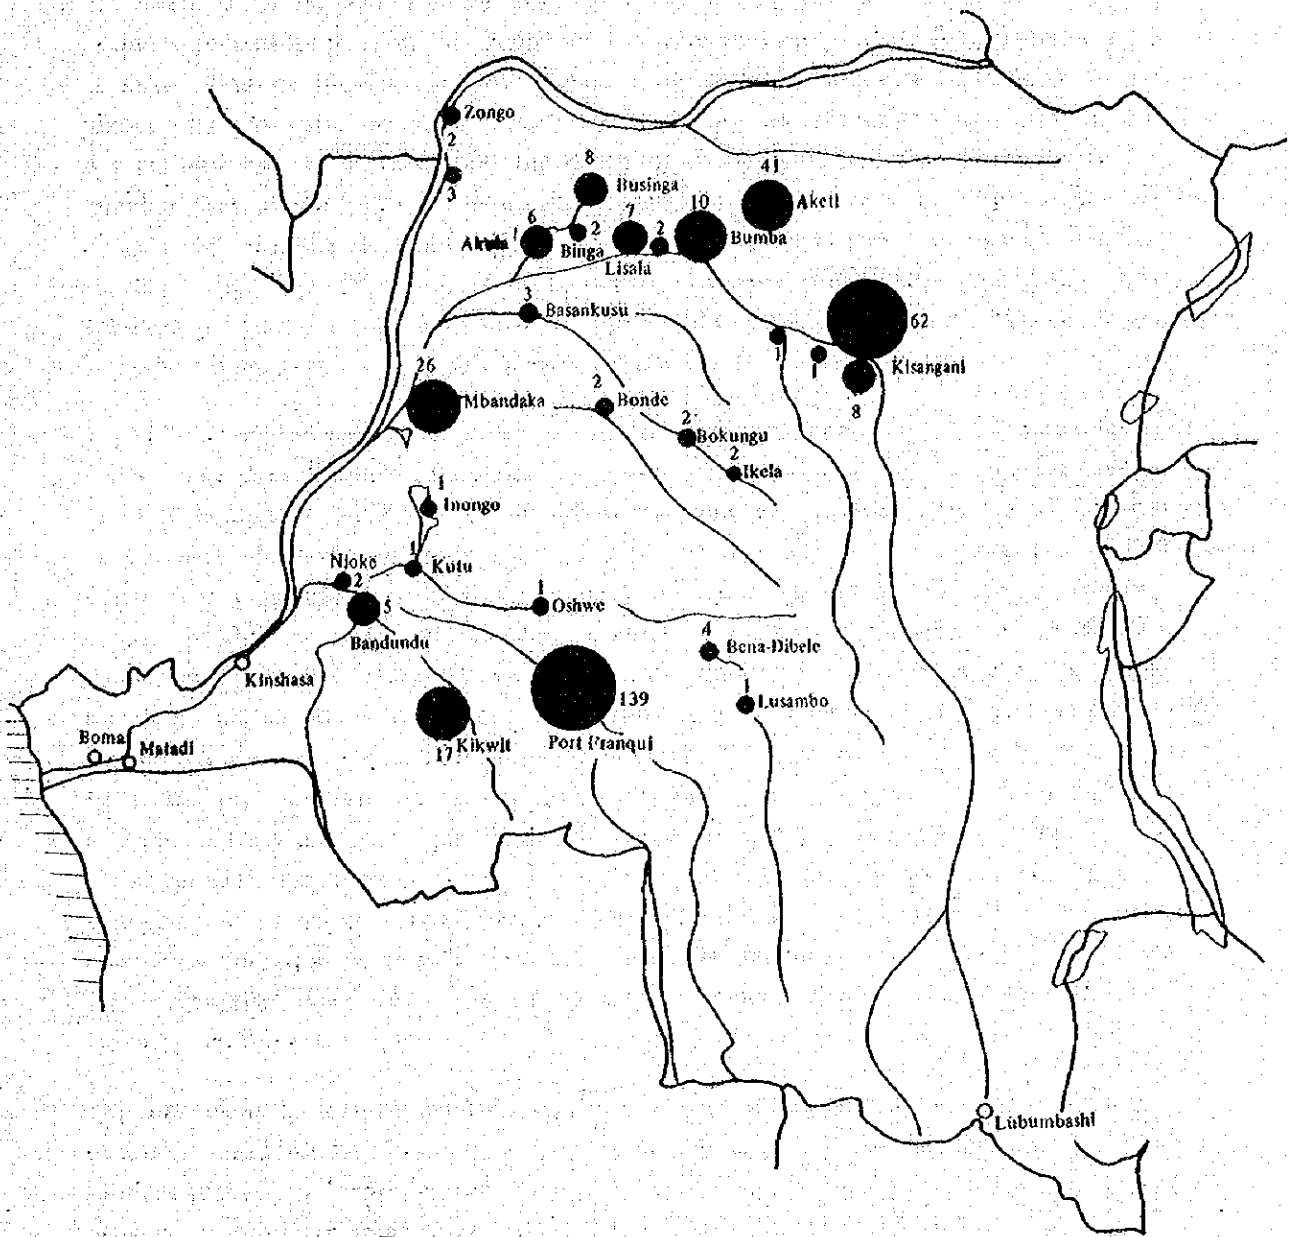 Zongo
2
3
8
Businga
41
Aketi
6
Akula
2
Binga
7
Lisala
2
10
Bumba
3
Basankusu
62
Kisangani
1
1
8
26
Mbandaka
2
Bonde
2
Bokungu
2
Ikela
1
Inongo
Njoke
2
1
Kutu
5
Bandundu
1
Oshwe
4
Bena-Dibele
1
Lusambo
Kinshasa
139
Port Franqui
17
Kikwit
Boma
Matadi
Lubumbashi